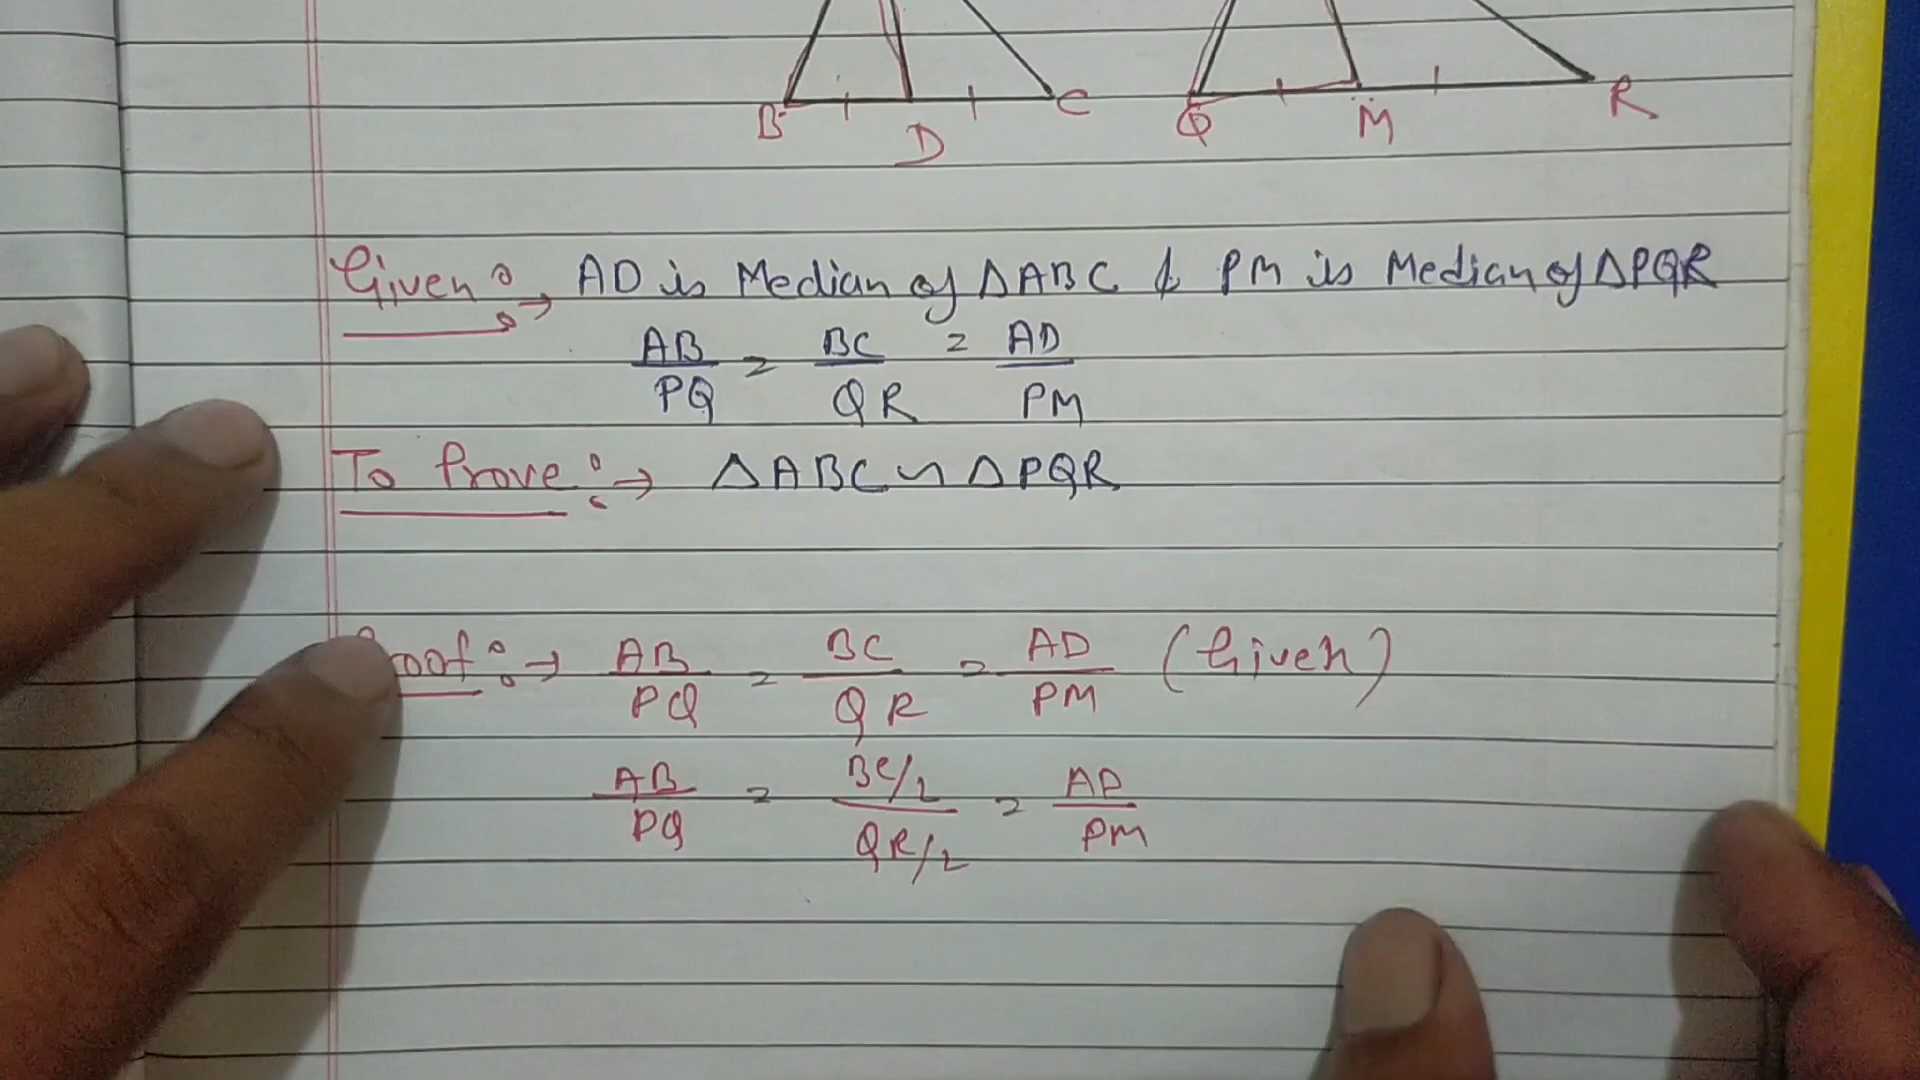 B D C Q M R
Given :→ AD is Median of ΔABC & PM is Median of ΔPQR
AB/PQ = BC/QR = AD/PM
To Prove :→ ΔABC ~ ΔPQR
oof :→ AB/PQ = BC/QR = AD/PM (Given)
AB/PQ = BC/2/QR/2 = AD/PM